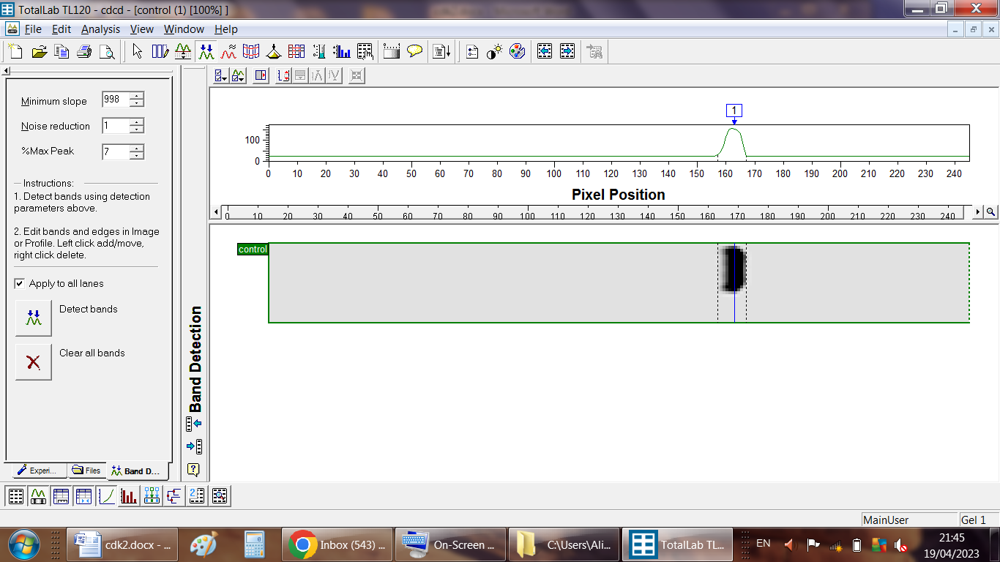 TotalLab TL120 - cdcd - [control (1) [100%] ]
File Edit Analysis View Window Help
Minimum slope 998
Noise reduction 1
%Max Peak 7
Instructions:
1. Detect bands using detection
parameters above.
2. Edit bands and edges in Image
or Profile. Left click add/move,
right click delete.
Apply to all lanes
Detect bands
Clear all bands
Experi... Files Band D...
Band Detection
1
100
0
0 10 20 30 40 50 60 70 80 90 100 110 120 130 140 150 160 170 180 190 200 210 220 230 240
Pixel Position
0 10 20 30 40 50 60 70 80 90 100 110 120 130 140 150 160 170 180 190 200 210 220 230 240
control
MainUser Gel 1
cdk2.docx - ... Inbox (543) ... On-Screen ... C:\Users\Ali... TotalLab TL... EN 21:45
19/04/2023